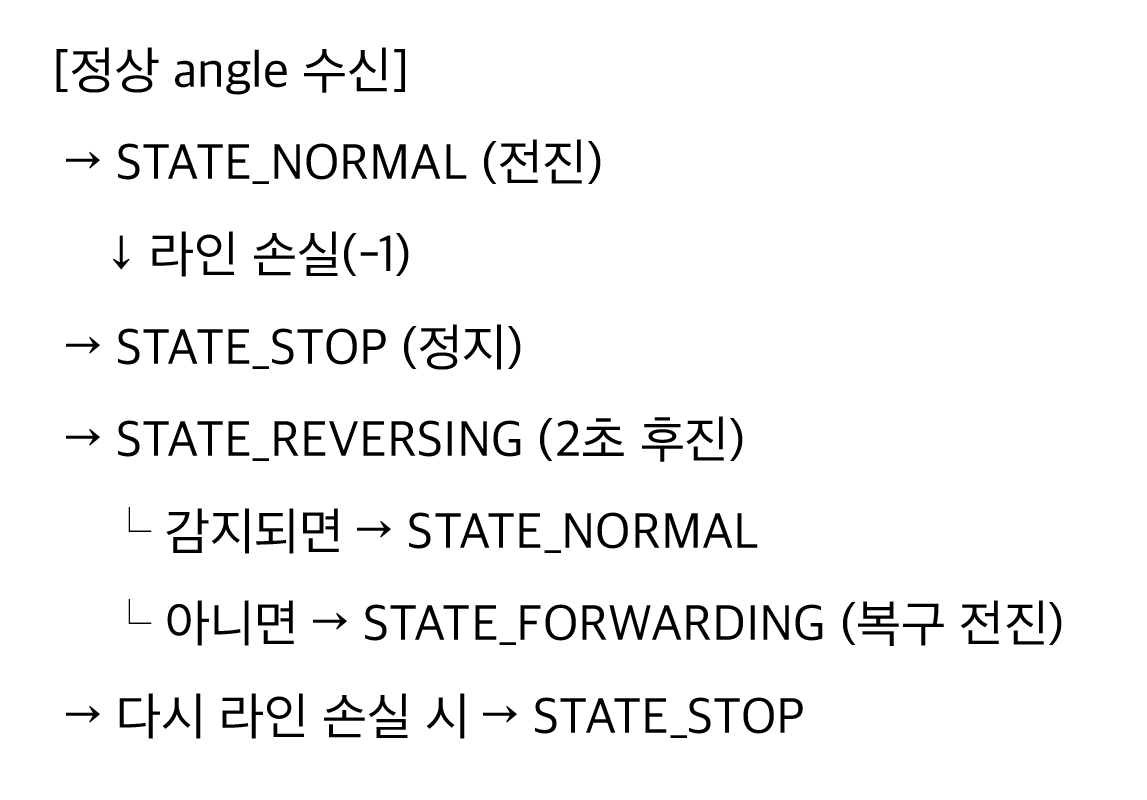 [정상 angle 수신]
→ STATE_NORMAL (전진)
↓ 라인 손실(-1)
→ STATE_STOP (정지)
→ STATE_REVERSING (2초 후진)
└ 감지되면 → STATE_NORMAL
└ 아니면 → STATE_FORWARDING (복구 전진)
→ 다시 라인 손실 시 → STATE_STOP